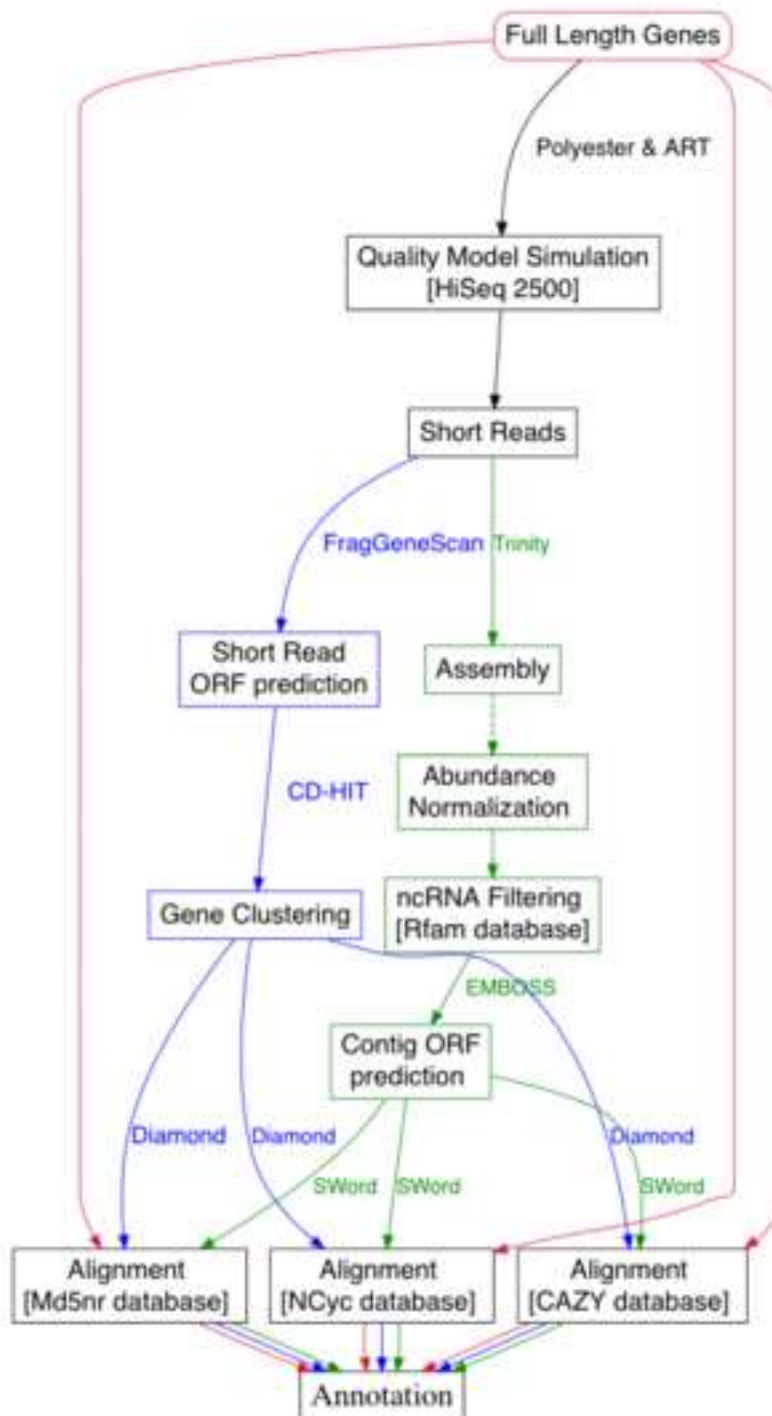 Full Length Genes
Polyester & ART
Quality Model Simulation
[HiSeq 2500]
Short Reads
FragGeneScan
Trinity
Short Read
ORF prediction
Assembly
CD-HIT
Abundance
Normalization
Gene Clustering
ncRNA Filtering
[Rfam database]
EMBOSS
Contig ORF
prediction
Diamond
Diamond
Diamond
SWord
SWord
SWord
Alignment
[Md5nr database]
Alignment
[NCyc database]
Alignment
[CAZY database]
Annotation